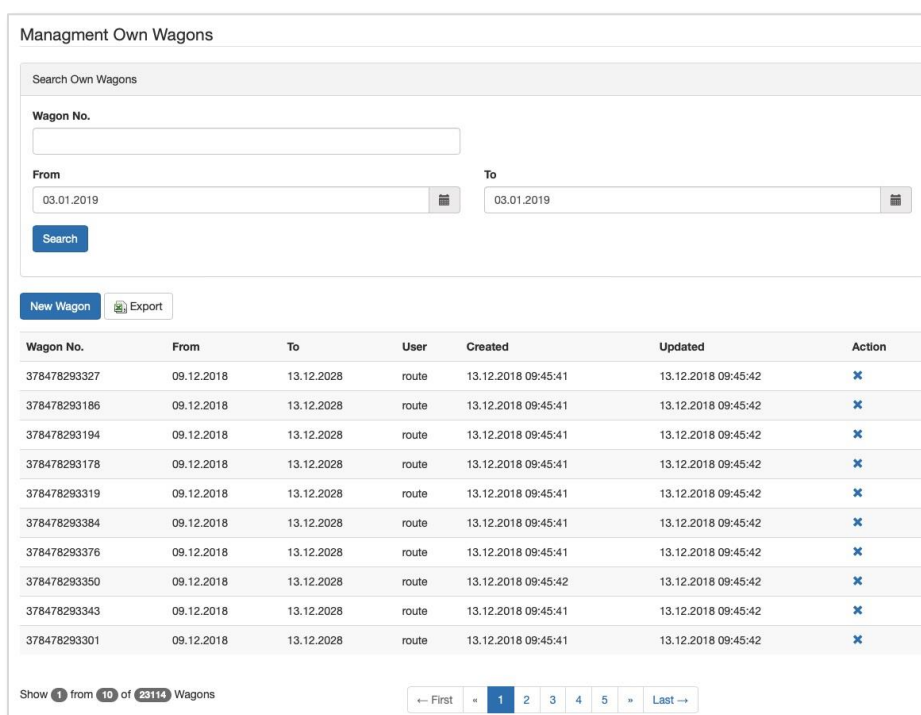 Managment Own Wagons
Search Own Wagons
Wagon No.
From To
03.01.2019 03.01.2019
Search
New Wagon Export
Wagon No. From To User Created Updated Action
378478293327 09.12.2018 13.12.2028 route 13.12.2018 09:45:41 13.12.2018 09:45:42
378478293186 09.12.2018 13.12.2028 route 13.12.2018 09:45:41 13.12.2018 09:45:42
378478293194 09.12.2018 13.12.2028 route 13.12.2018 09:45:41 13.12.2018 09:45:42
378478293178 09.12.2018 13.12.2028 route 13.12.2018 09:45:41 13.12.2018 09:45:42
378478293319 09.12.2018 13.12.2028 route 13.12.2018 09:45:41 13.12.2018 09:45:42
378478293384 09.12.2018 13.12.2028 route 13.12.2018 09:45:41 13.12.2018 09:45:42
378478293376 09.12.2018 13.12.2028 route 13.12.2018 09:45:41 13.12.2018 09:45:42
378478293350 09.12.2018 13.12.2028 route 13.12.2018 09:45:42 13.12.2018 09:45:42
378478293343 09.12.2018 13.12.2028 route 13.12.2018 09:45:41 13.12.2018 09:45:42
378478293301 09.12.2018 13.12.2028 route 13.12.2018 09:45:41 13.12.2018 09:45:42
Show 1 from 10 of 23114 Wagons ← First « 1 2 3 4 5 » Last →